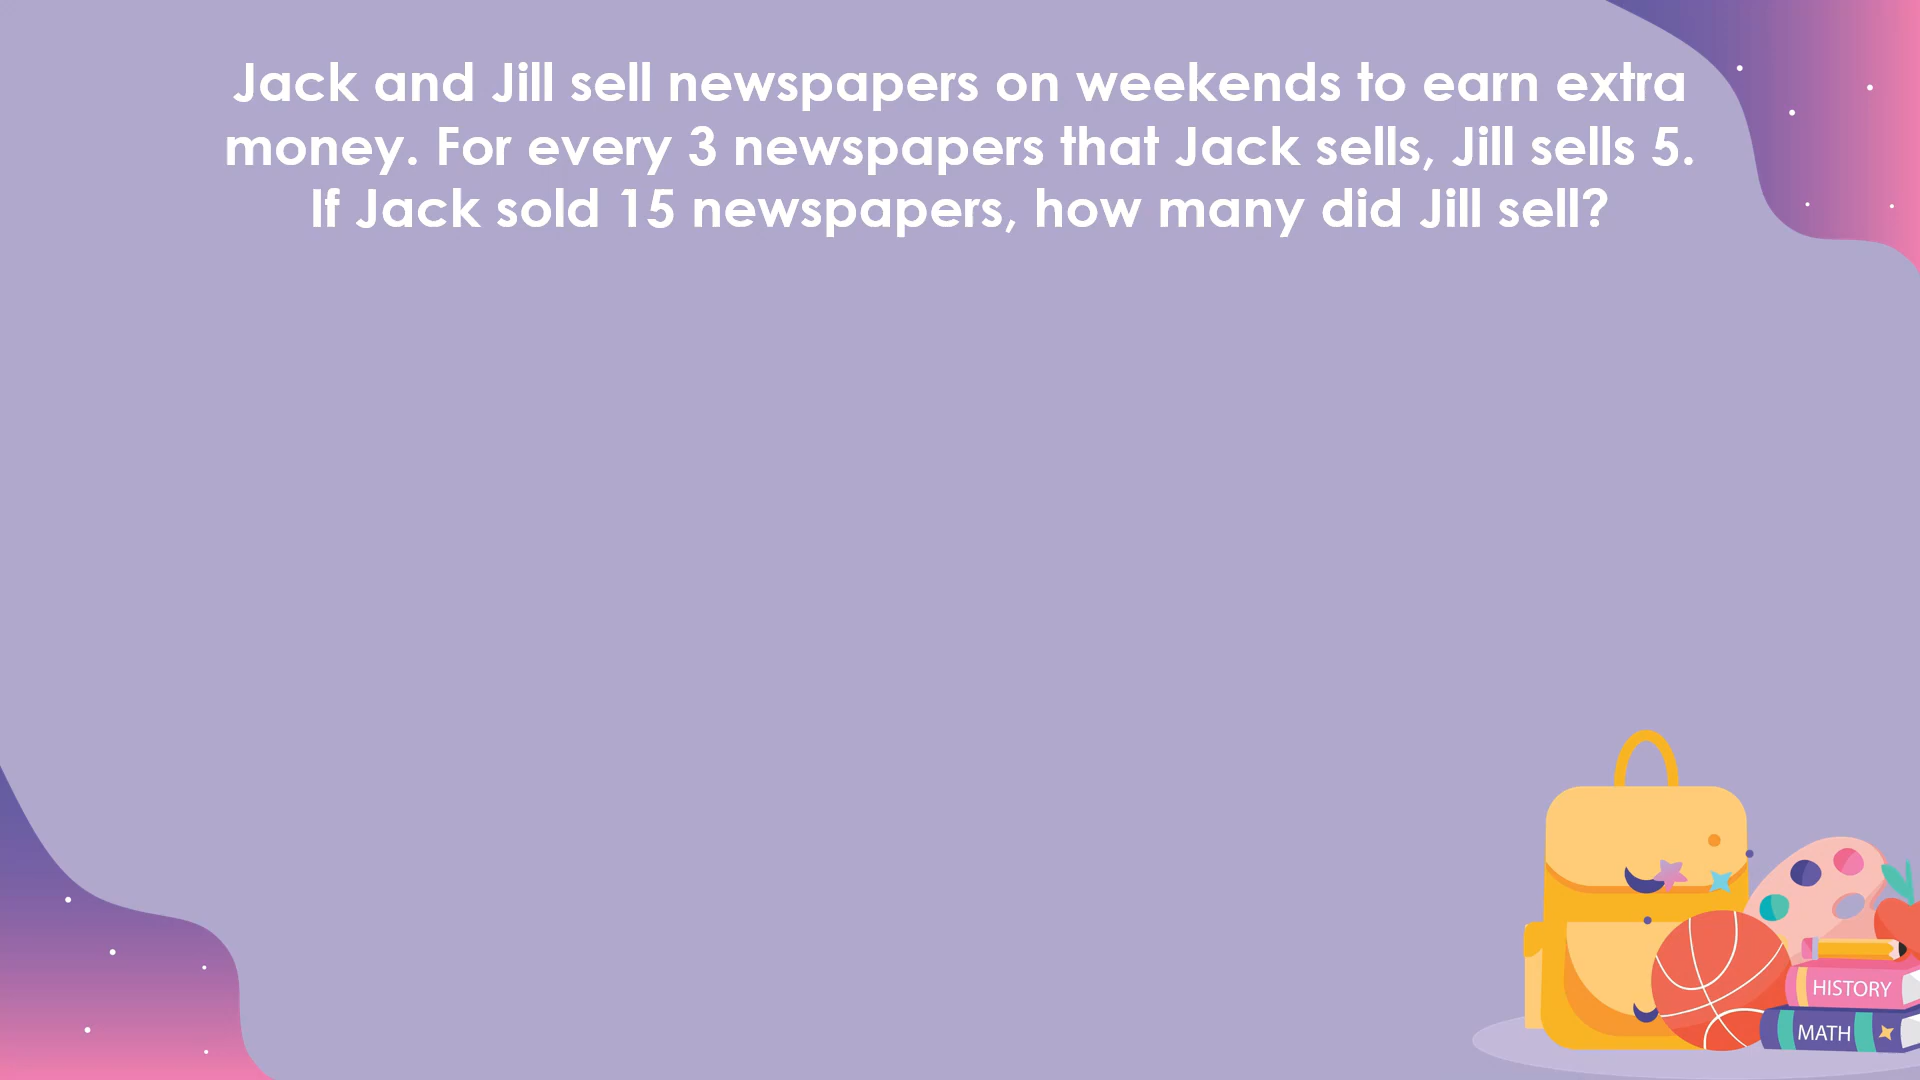 Jack and Jill sell newspapers on weekends to earn extra
money. For every 3 newspapers that Jack sells, Jill sells 5.
If Jack sold 15 newspapers, how many did Jill sell?
HISTORY
MATH